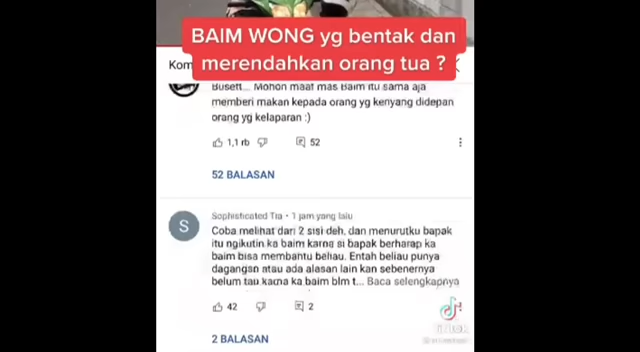 BAIM WONG yg bentak dan
merendahkan orang tua ?
Kom
Busett... Mohon maaf mas Baim itu sama aja
memberi makan kepada orang yg kenyang didepan
orang yg kelaparan :)
1,1 rb 52
52 BALASAN
S
Sophisticated Tra • 1 jam yang lalu
Coba melihat dari 2 sisi deh, dan menurutku bapak
itu ngikutin ka baim karna si bapak berharap ka
baim bisa membantu beliau. Entah beliau punya
dagangan atau ada alasan lain kan sebenernya
belum tau karna ka baim blm t... Baca selengkapnya
42 2
2 BALASAN
TikTok